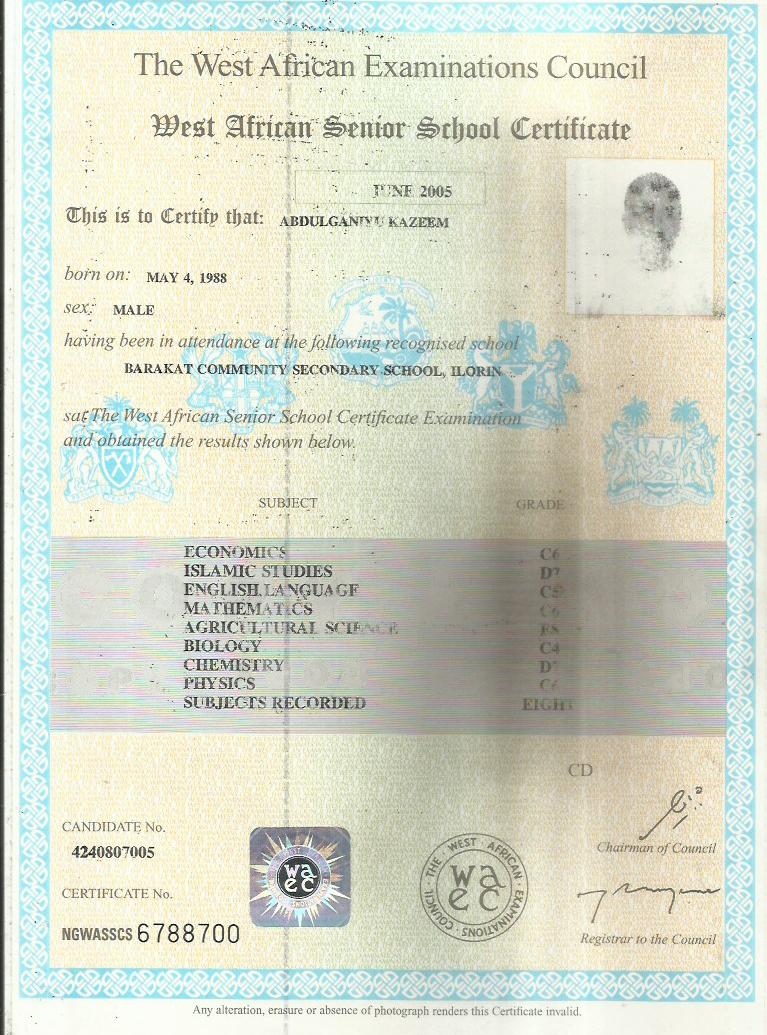 The West African Examinations Council
West African Senior School Certificate
JUNE 2005
This is to Certify that: ABDULGANIYU KAZEEM
born on: MAY 4, 1988
sex: MALE
having been in attendance at the following recognised school
BARAKAT COMMUNITY SECONDARY SCHOOL, ILORIN
sat The West African Senior School Certificate Examination
and obtained the results shown below.
SUBJECT GRADE
ECONOMICS C6
ISLAMIC STUDIES D7
ENGLISH LANGUAGE C5
MATHEMATICS C6
AGRICULTURAL SCIENCE E8
BIOLOGY C4
CHEMISTRY D7
PHYSICS C6
SUBJECTS RECORDED EIGHT
CD
CANDIDATE No.
4240807005
Chairman of Council
CERTIFICATE No.
NGWASSCS 6788700
waec
THE WEST AFRICAN EXAMINATIONS COUNCIL
waec
Registrar to the Council
Any alteration, erasure or absence of photograph renders this Certificate invalid.